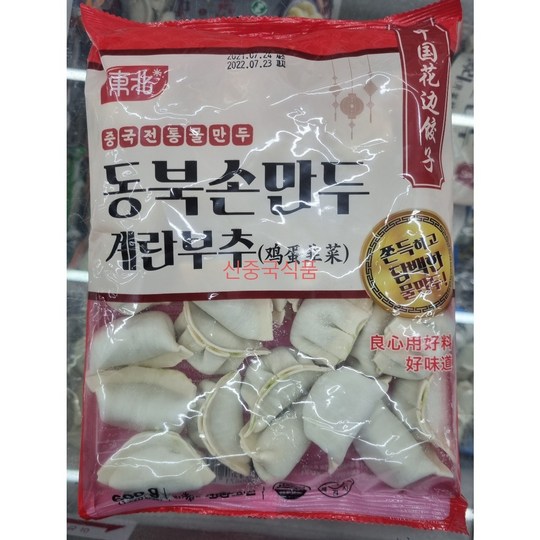 東北
2021.07.24
2022.07.23
中国花边饺子
중국전통물만두
동북손만두
계란부추(鸡蛋韭菜)
신중국식품
쫀득하고
담백한
물만두!
良心用好料
好味道
600g